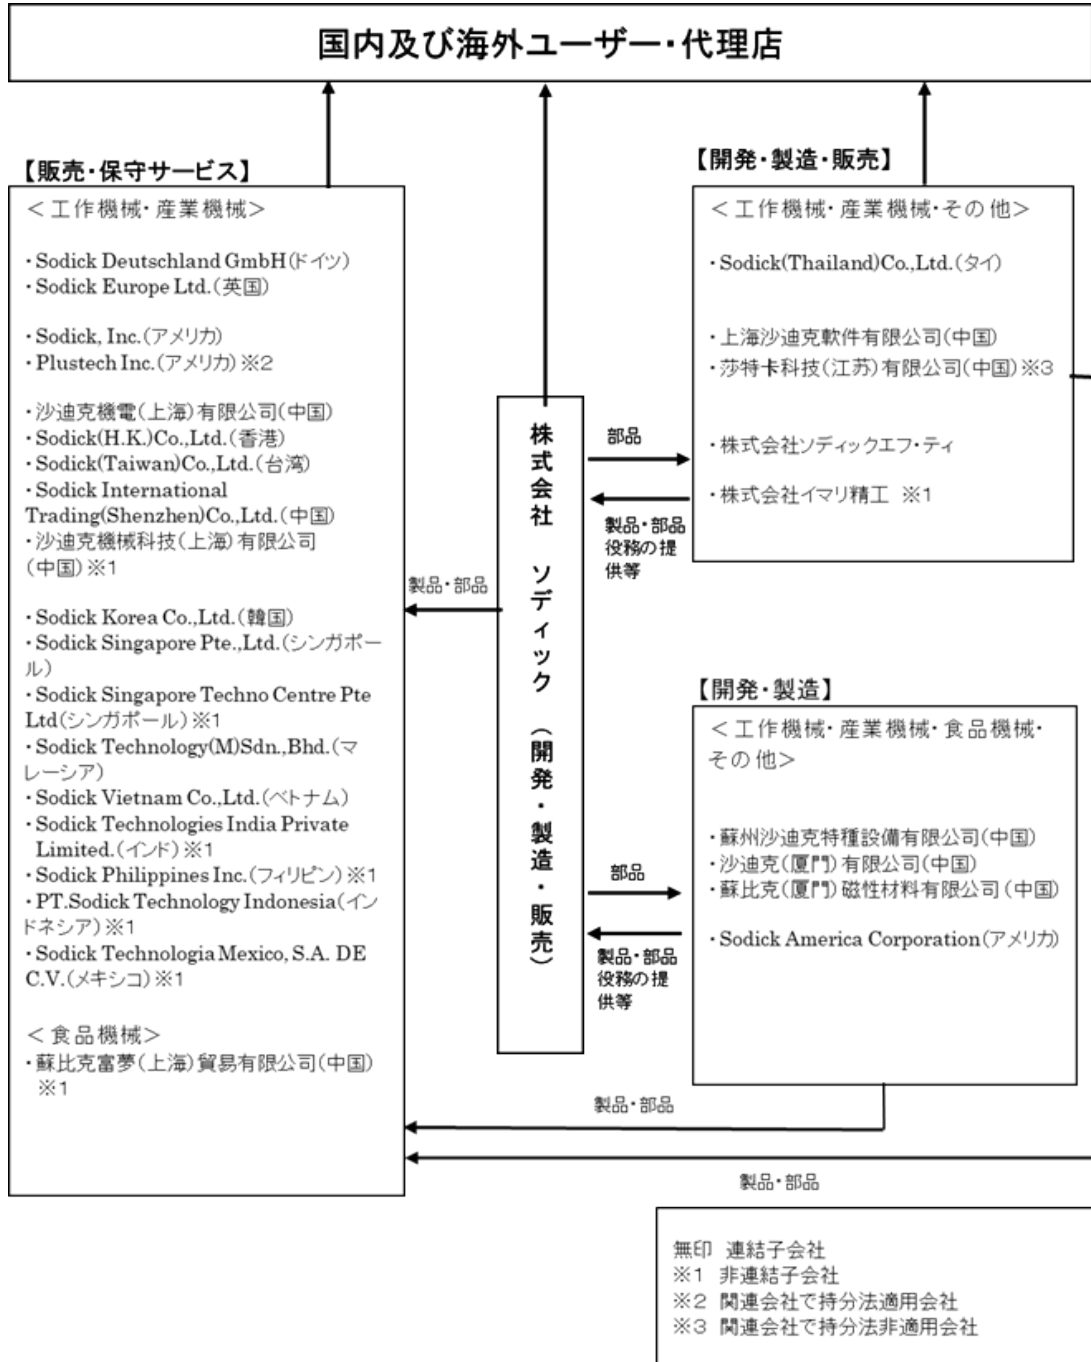 国内及び海外ユーザー・代理店
【販売・保守サービス】
＜工作機械・産業機械＞
・Sodick Deutschland GmbH(ドイツ)
・Sodick Europe Ltd.(英国)
・Sodick, Inc.(アメリカ)
・Plustech Inc.(アメリカ)※2
・沙迪克機電(上海)有限公司(中国)
・Sodick(H.K.)Co.,Ltd.(香港)
・Sodick(Taiwan)Co.,Ltd.(台湾)
・Sodick International
Trading(Shenzhen)Co.,Ltd.(中国)
・沙迪克機械科技(上海)有限公司
(中国)※1
・Sodick Korea Co.,Ltd.(韓国)
・Sodick Singapore Pte.,Ltd.(シンガポー
ル)
・Sodick Singapore Techno Centre Pte
Ltd(シンガポール)※1
・Sodick Technology(M)Sdn.,Bhd.(マ
レーシア)
・Sodick Vietnam Co.,Ltd.(ベトナム)
・Sodick Technologies India Private
Limited.(インド)※1
・Sodick Philippines Inc.(フィリピン)※1
・PT.Sodick Technology Indonesia(イン
ドネシア)※1
・Sodick Technologia Mexico, S.A. DE
C.V.(メキシコ)※1
＜食品機械＞
・蘇比克富夢(上海)貿易有限公司(中国)
※1
製品・部品
株式会社 ソディック (開発・製造・販売)
部品
製品・部品
役務の提
供等
部品
製品・部品
役務の提
供等
【開発・製造・販売】
＜工作機械・産業機械・その他＞
・Sodick(Thailand)Co.,Ltd.(タイ)
・上海沙迪克軟件有限公司(中国)
・莎特卡科技(江苏)有限公司(中国)※3
・株式会社ソディックエフ・ティ
・株式会社イマリ精工 ※1
【開発・製造】
＜工作機械・産業機械・食品機械・
その他＞
・蘇州沙迪克特種設備有限公司(中国)
・沙迪克(厦門)有限公司(中国)
・蘇比克(厦門)磁性材料有限公司(中国)
・Sodick America Corporation(アメリカ)
製品・部品
製品・部品
無印 連結子会社
※1 非連結子会社
※2 関連会社で持分法適用会社
※3 関連会社で持分法非適用会社